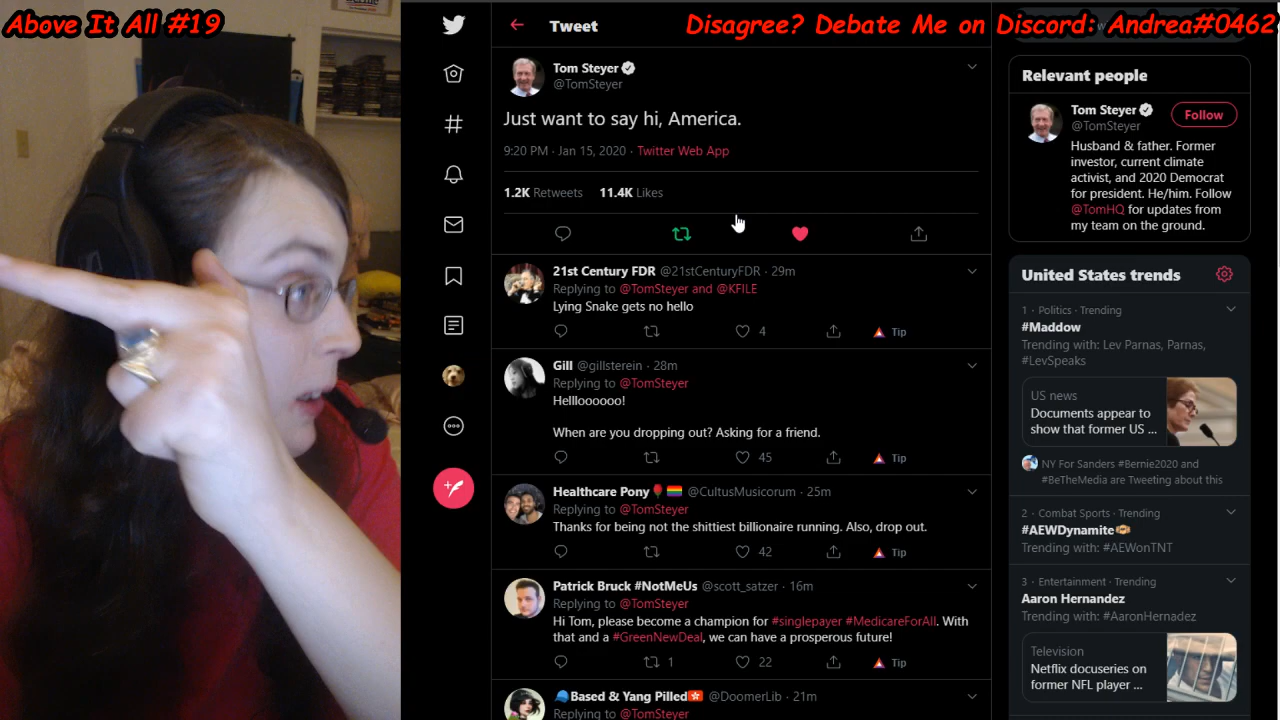 Above It All #19
Disagree? Debate Me on Discord: Andrea#0462
Tweet
Tom Steyer
@TomSteyer
Just want to say hi, America.
9:20 PM · Jan 15, 2020 · Twitter Web App
1.2K Retweets 11.4K Likes
21st Century FDR @21stCenturyFDR · 29m
Replying to @TomSteyer and @KFILE
Lying Snake gets no hello
4 Tip
Gill @gillsterein · 28m
Replying to @TomSteyer
Hellloooooo!
When are you dropping out? Asking for a friend.
45 Tip
Healthcare Pony @CultusMusicorum · 25m
Replying to @TomSteyer
Thanks for being not the shittiest billionaire running. Also, drop out.
42 Tip
Patrick Bruck #NotMeUs @scott_satzer · 16m
Replying to @TomSteyer
Hi Tom, please become a champion for #singlepayer #MedicareForAll. With
that and a #GreenNewDeal, we can have a prosperous future!
1 22 Tip
Based & Yang Pilled @DoomerLib · 21m
Replying to @TomSteyer
Relevant people
Tom Steyer
@TomSteyer
Follow
Husband & father. Former
investor, current climate
activist, and 2020 Democrat
for president. He/him. Follow
@TomHQ for updates from
my team on the ground.
United States trends
1 · Politics · Trending
#Maddow
Trending with: Lev Parnas, Parnas,
#LevSpeaks
US news
Documents appear to
show that former US ...
NY For Sanders #Bernie2020 and
#BeTheMedia are Tweeting about this
2 · Combat Sports · Trending
#AEWDynamite
Trending with: #AEWonTNT
3 · Entertainment · Trending
Aaron Hernandez
Trending with: #AaronHernadez
Television
Netflix docuseries on
former NFL player ...